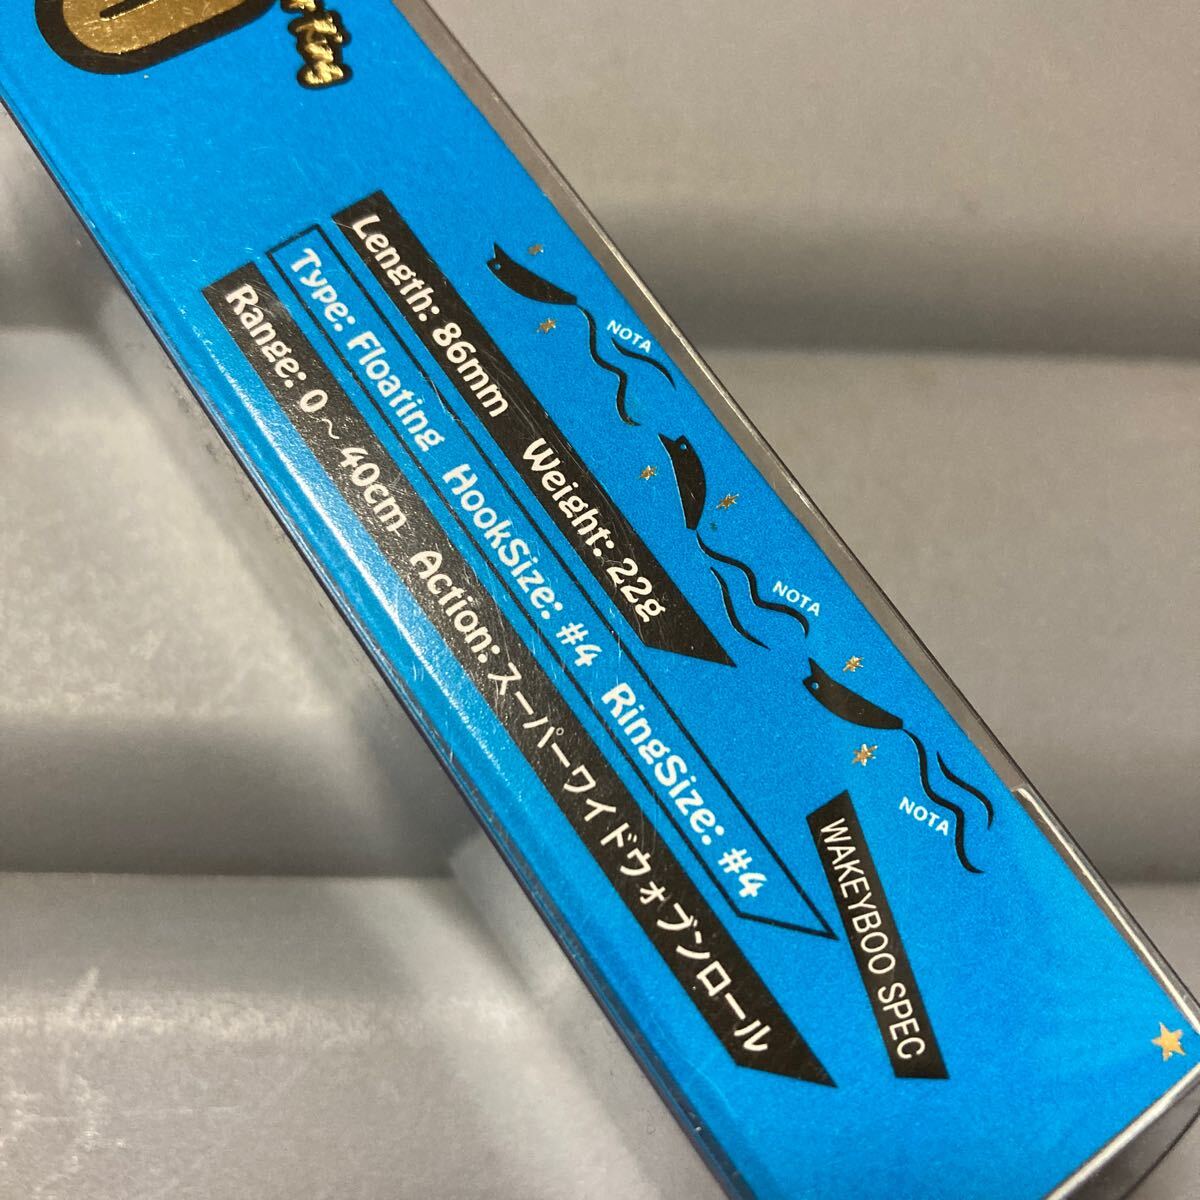 Length: 86mm Weight: 22g
Type: Floating HookSize: #4 RingSize: #4
Range: 0～40cm Action: スーパーワイドウォブンロール
NOTA
NOTA
NOTA
WAKEYBOO SPEC